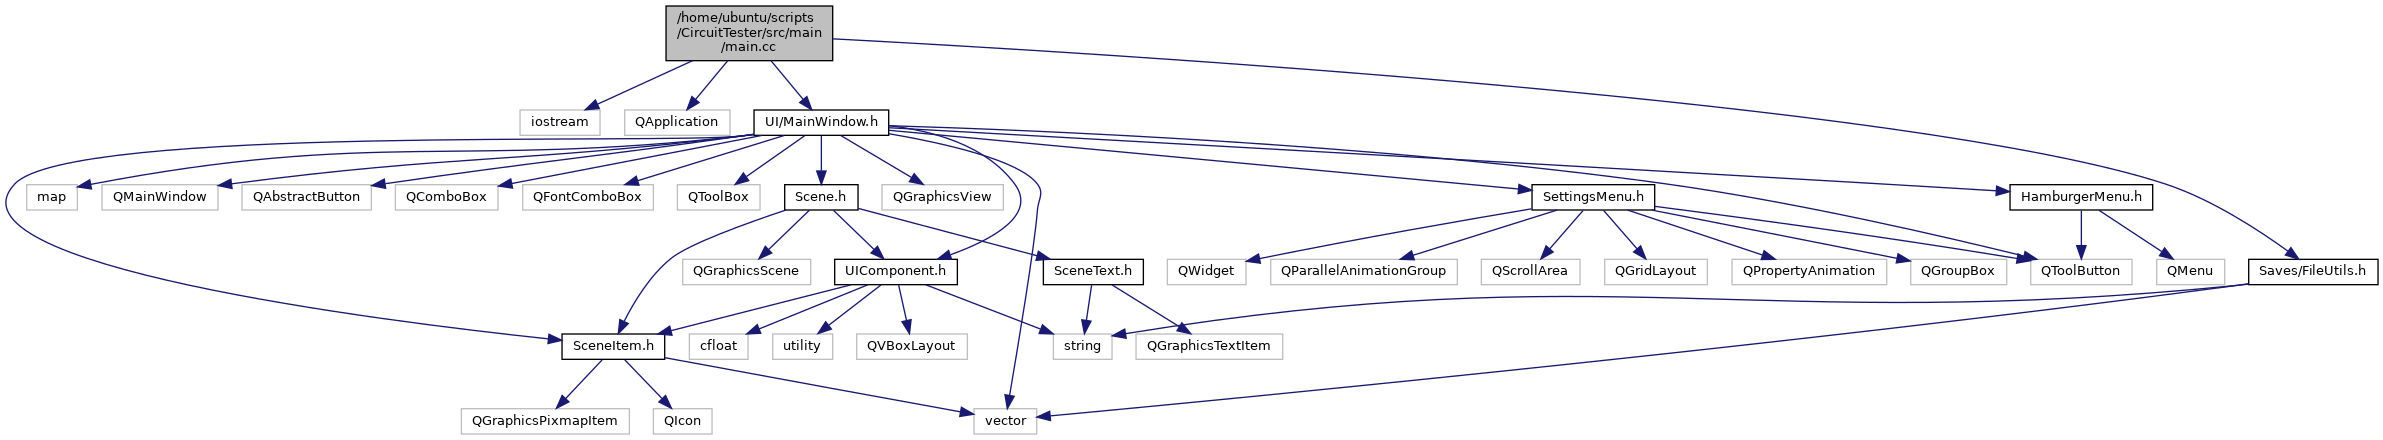 /home/ubuntu/scripts
/CircuitTester/src/main
/main.cc
iostream
QApplication
UI/MainWindow.h
map
QMainWindow
QAbstractButton
QComboBox
QFontComboBox
QToolBox
Scene.h
QGraphicsView
SettingsMenu.h
HamburgerMenu.h
QGraphicsScene
UIComponent.h
SceneText.h
QWidget
QParallelAnimationGroup
QScrollArea
QGridLayout
QPropertyAnimation
QGroupBox
QToolButton
QMenu
Saves/FileUtils.h
SceneItem.h
cfloat
utility
QVBoxLayout
string
QGraphicsTextItem
QGraphicsPixmapItem
QIcon
vector